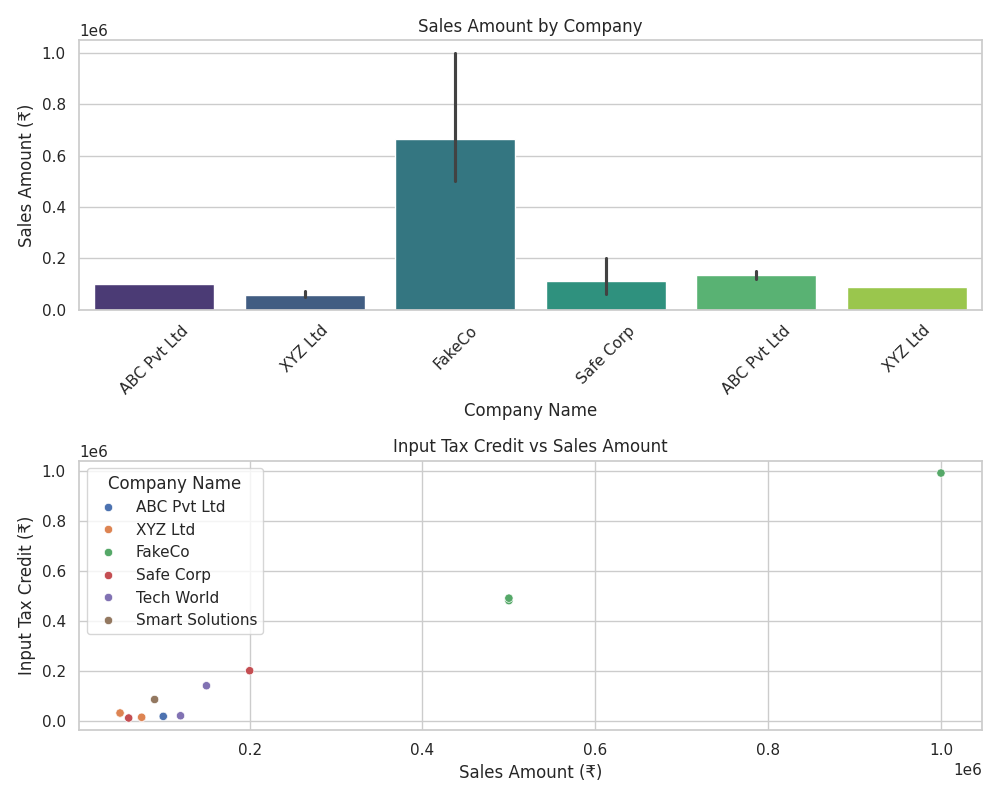 Sales Amount by Company
1e6
Sales Amount (₹)
1.0
0.8
0.6
0.4
0.2
0.0
ABC Pvt Ltd
XYZ Ltd
FakeCo
Safe Corp
ABC Pvt Ltd
XYZ Ltd
Company Name
Input Tax Credit vs Sales Amount
1e6
Input Tax Credit (₹)
1.0
0.8
0.6
0.4
0.2
0.0
Company Name
ABC Pvt Ltd
XYZ Ltd
FakeCo
Safe Corp
Tech World
Smart Solutions
0.2
0.4
0.6
0.8
1.0
1e6
Sales Amount (₹)